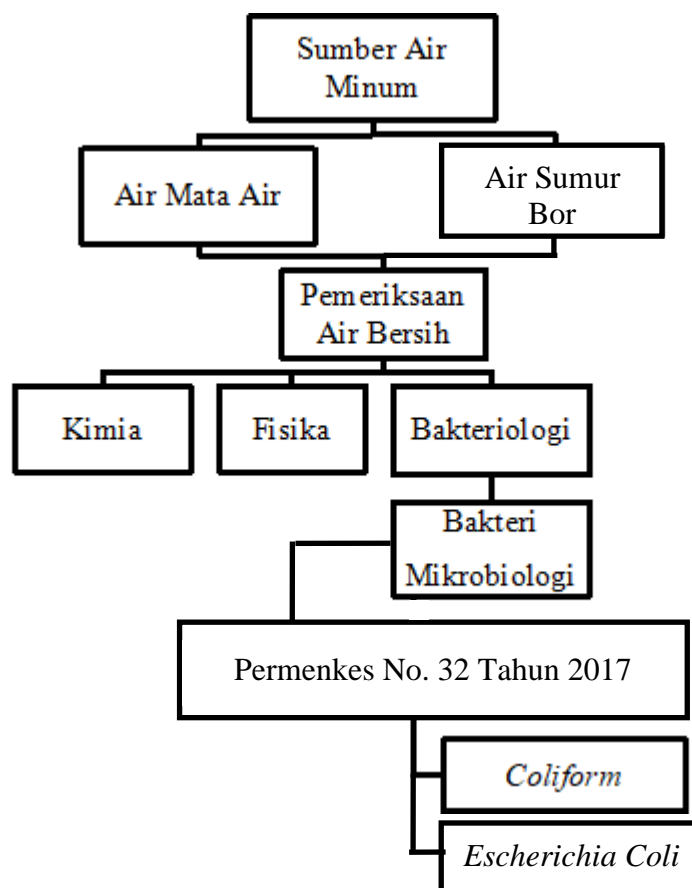 Sumber Air
Minum
Air Mata Air
Air Sumur
Bor
Pemeriksaan
Air Bersih
Kimia
Fisika
Bakteriologi
Bakteri
Mikrobiologi
Permenkes No. 32 Tahun 2017
Coliform
Escherichia Coli